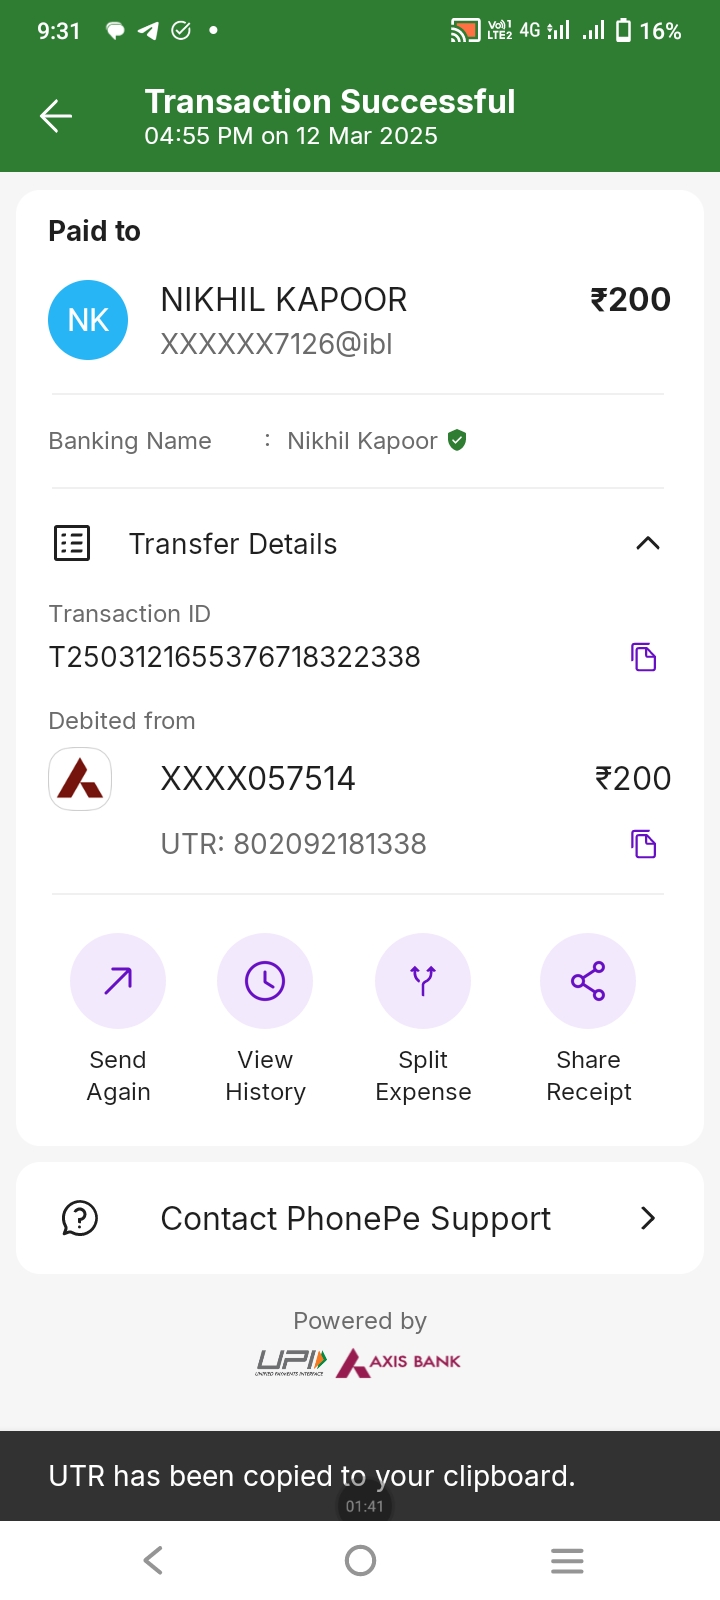 9:31
Vo))1 LTE2 4G 16%
Transaction Successful
04:55 PM on 12 Mar 2025
Paid to
NK
NIKHIL KAPOOR ₹200
XXXXXX7126@ibl
Banking Name : Nikhil Kapoor
Transfer Details
Transaction ID
T2503121655376718322338
Debited from
XXXX057514 ₹200
UTR: 802092181338
Send Again
View History
Split Expense
Share Receipt
Contact PhonePe Support
Powered by
UPI UNIFIED PAYMENTS INTERFACE AXIS BANK
UTR has been copied to your clipboard.
01:41